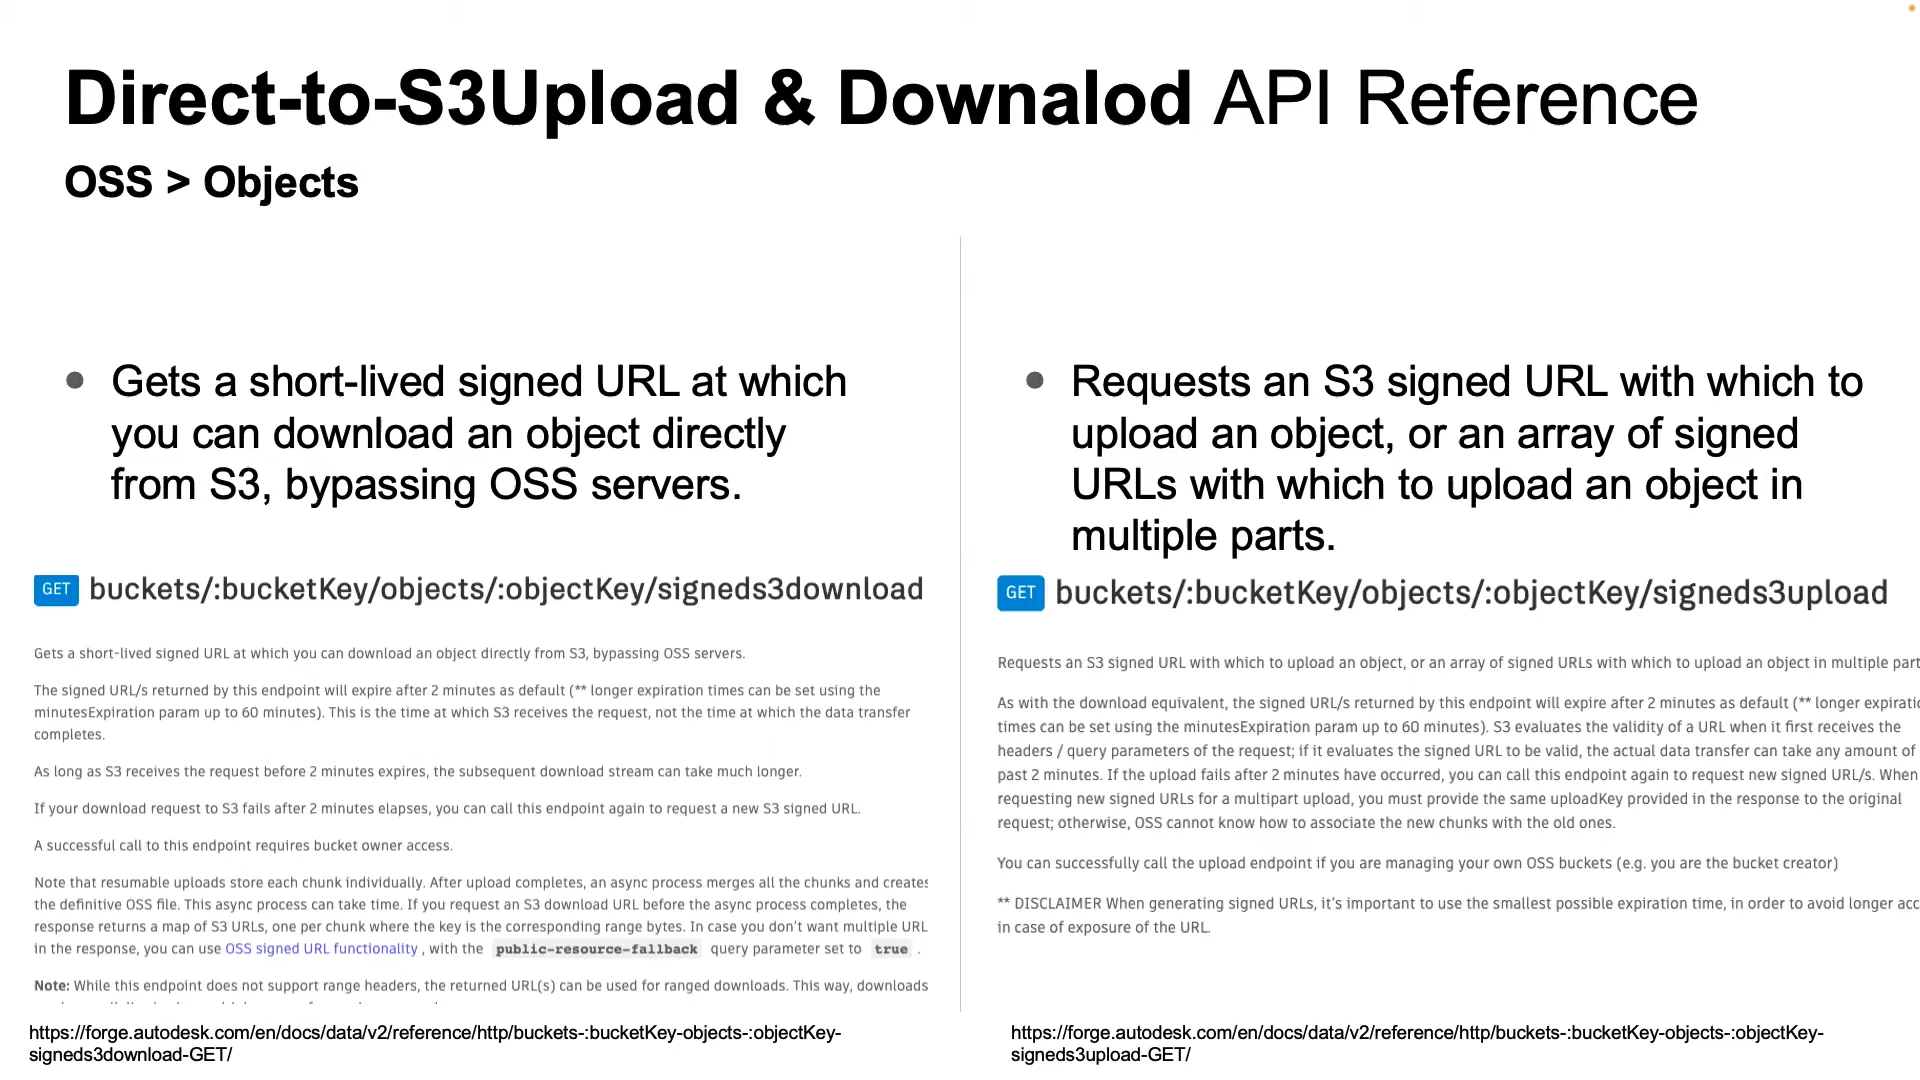 Direct-to-S3Upload & Downalod API Reference
OSS > Objects
• Gets a short-lived signed URL at which
you can download an object directly
from S3, bypassing OSS servers.
GET buckets/:bucketKey/objects/:objectKey/signeds3download
Gets a short-lived signed URL at which you can download an object directly from S3, bypassing OSS servers.
The signed URL/s returned by this endpoint will expire after 2 minutes as default (** longer expiration times can be set using the
minutesExpiration param up to 60 minutes). This is the time at which S3 receives the request, not the time at which the data transfer
completes.
As long as S3 receives the request before 2 minutes expires, the subsequent download stream can take much longer.
If your download request to S3 fails after 2 minutes elapses, you can call this endpoint again to request a new S3 signed URL.
A successful call to this endpoint requires bucket owner access.
Note that resumable uploads store each chunk individually. After upload completes, an async process merges all the chunks and creates
the definitive OSS file. This async process can take time. If you request an S3 download URL before the async process completes, the
response returns a map of S3 URLs, one per chunk where the key is the corresponding range bytes. In case you don't want multiple URL
in the response, you can use OSS signed URL functionality , with the public-resource-fallback query parameter set to true .
Note: While this endpoint does not support range headers, the returned URL(s) can be used for ranged downloads. This way, downloads
https://forge.autodesk.com/en/docs/data/v2/reference/http/buckets-:bucketKey-objects-:objectKey-
signeds3download-GET/
• Requests an S3 signed URL with which to
upload an object, or an array of signed
URLs with which to upload an object in
multiple parts.
GET buckets/:bucketKey/objects/:objectKey/signeds3upload
Requests an S3 signed URL with which to upload an object, or an array of signed URLs with which to upload an object in multiple part
As with the download equivalent, the signed URL/s returned by this endpoint will expire after 2 minutes as default (** longer expiratio
times can be set using the minutesExpiration param up to 60 minutes). S3 evaluates the validity of a URL when it first receives the
headers / query parameters of the request; if it evaluates the signed URL to be valid, the actual data transfer can take any amount of
past 2 minutes. If the upload fails after 2 minutes have occurred, you can call this endpoint again to request new signed URL/s. When
requesting new signed URLs for a multipart upload, you must provide the same uploadKey provided in the response to the original
request; otherwise, OSS cannot know how to associate the new chunks with the old ones.
You can successfully call the upload endpoint if you are managing your own OSS buckets (e.g. you are the bucket creator)
** DISCLAIMER When generating signed URLs, it's important to use the smallest possible expiration time, in order to avoid longer acc
in case of exposure of the URL.
https://forge.autodesk.com/en/docs/data/v2/reference/http/buckets-:bucketKey-objects-:objectKey-
signeds3upload-GET/